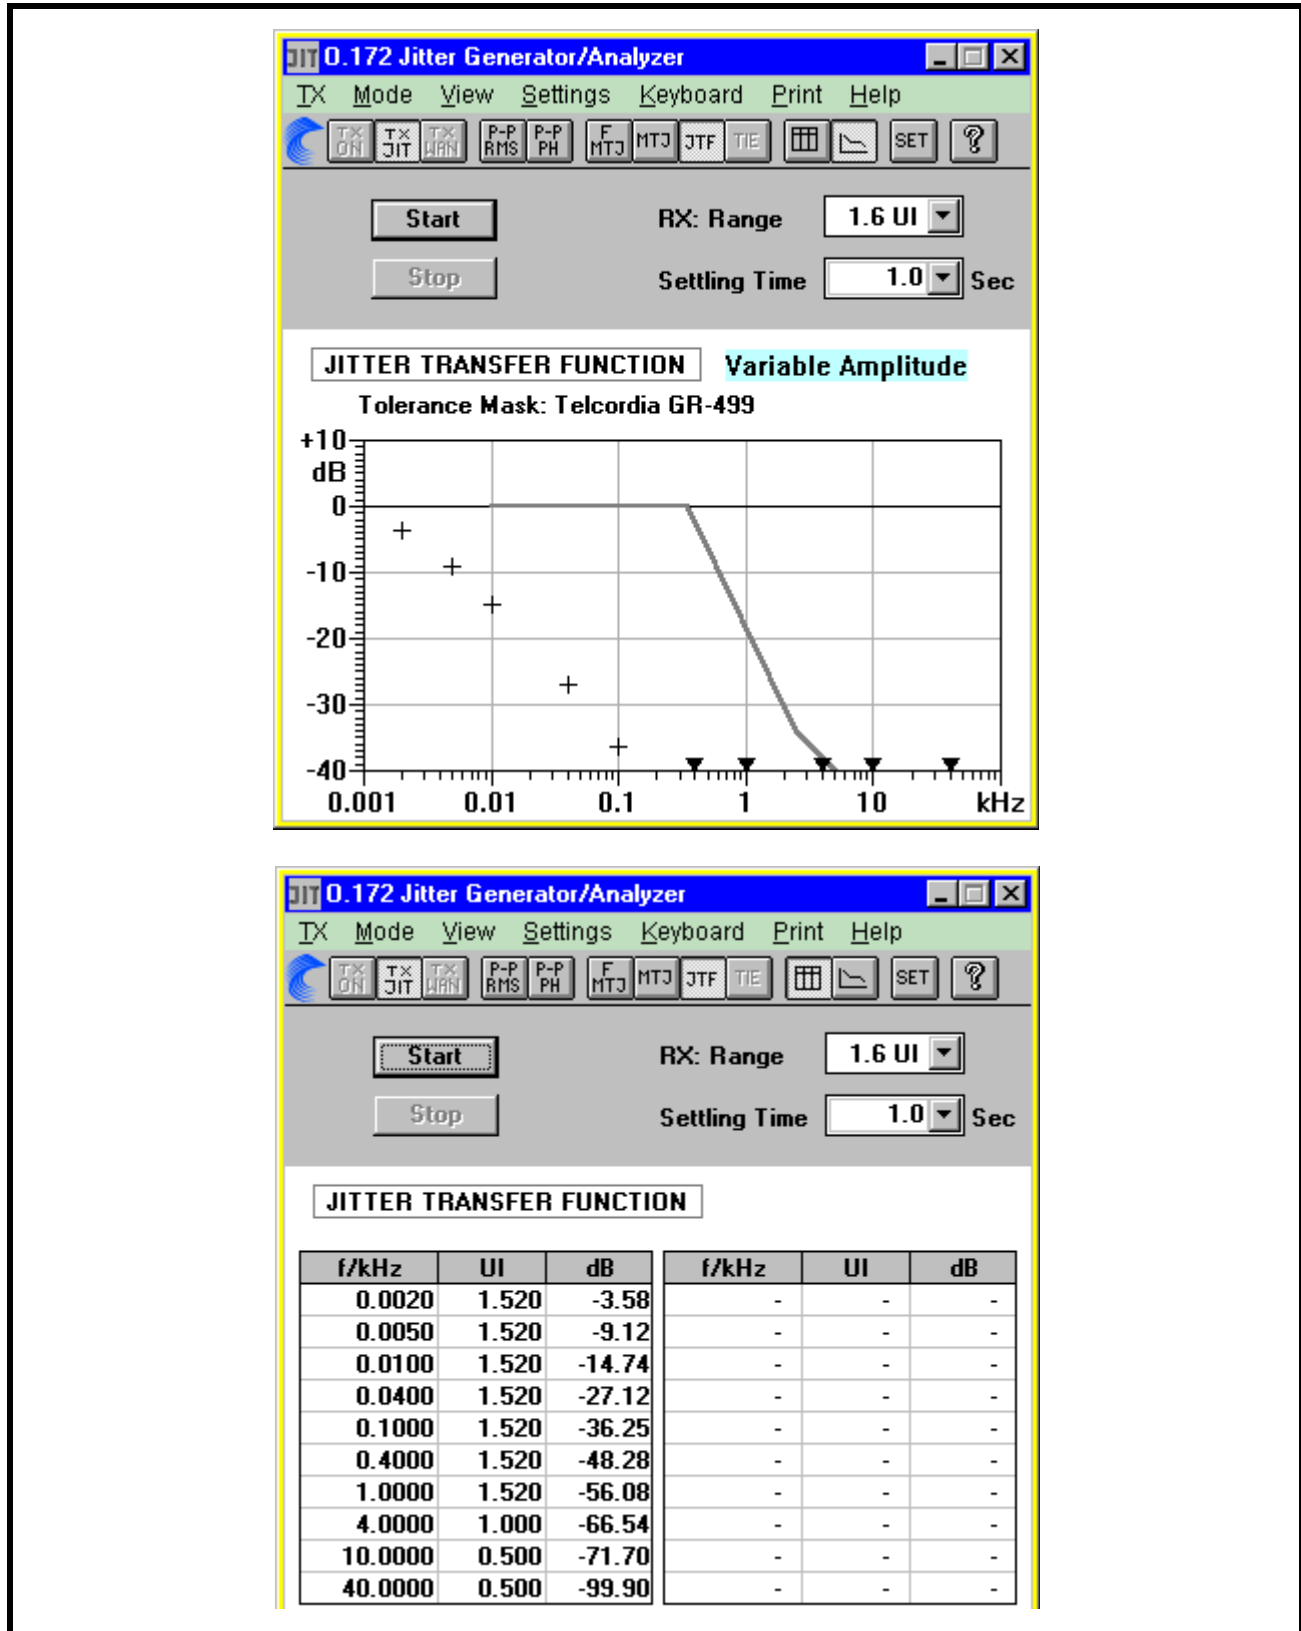 JIT O.172 Jitter Generator/Analyzer
TX Mode View Settings Keyboard Print Help
TX ON TX JIT TX WAN P-P RMS P-P PH F MTJ MTJ JTF TIE SET ?
Start RX: Range 1.6 UI
Stop Settling Time 1.0 Sec
JITTER TRANSFER FUNCTION Variable Amplitude
Tolerance Mask: Telcordia GR-499
+10
dB
0
-10
-20
-30
-40
0.001 0.01 0.1 1 10 kHz
JIT O.172 Jitter Generator/Analyzer
TX Mode View Settings Keyboard Print Help
TX ON TX JIT TX WAN P-P RMS P-P PH F MTJ MTJ JTF TIE SET ?
Start RX: Range 1.6 UI
Stop Settling Time 1.0 Sec
JITTER TRANSFER FUNCTION
f/kHz UI dB f/kHz UI dB
0.0020 1.520 -3.58 - - -
0.0050 1.520 -9.12 - - -
0.0100 1.520 -14.74 - - -
0.0400 1.520 -27.12 - - -
0.1000 1.520 -36.25 - - -
0.4000 1.520 -48.28 - - -
1.0000 1.520 -56.08 - - -
4.0000 1.000 -66.54 - - -
10.0000 0.500 -71.70 - - -
40.0000 0.500 -99.90 - - -